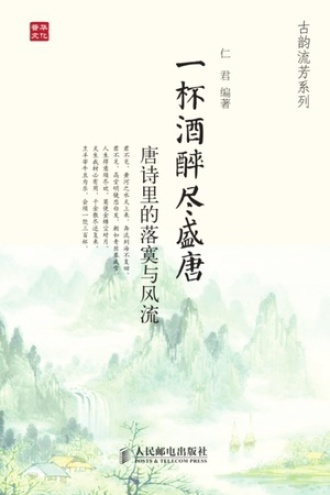 普华
文化
古韵流芳系列
仁君 编著
一杯酒醉尽盛唐
唐诗里的落寞与风流
君不见，黄河之水天上来，奔流到海不复回。
君不见，高堂明镜悲白发，朝如青丝暮成雪。
人生得意须尽欢，莫使金樽空对月。
天生我材必有用，千金散尽还复来。
烹羊宰牛且为乐，会须一饮三百杯。
人民邮电出版社
POSTS & TELECOM PRESS